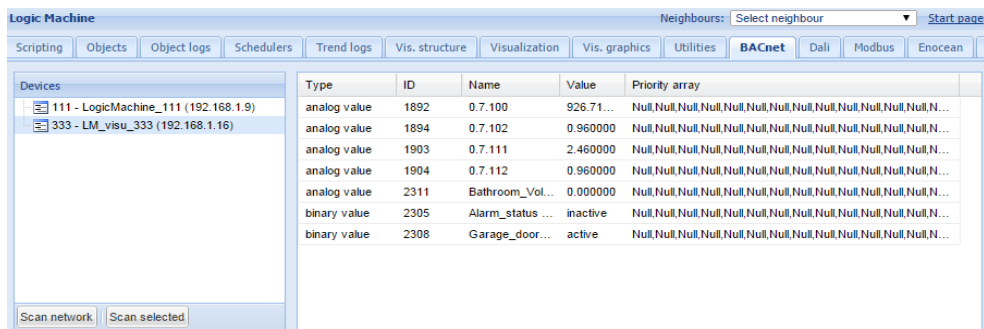 Logic Machine Neighbours: Select neighbour Start page
Scripting Objects Object logs Schedulers Trend logs Vis. structure Visualization Vis. graphics Utilities BACnet Dali Modbus Enocean
Devices Type ID Name Value Priority array
111 - LogicMachine_111 (192.168.1.9) analog value 1892 0.7.100 926.71... Null,Null,Null,Null,Null,Null,Null,Null,Null,Null,Null,Null,N...
333 - LM_visu_333 (192.168.1.16) analog value 1894 0.7.102 0.960000 Null,Null,Null,Null,Null,Null,Null,Null,Null,Null,Null,Null,N...
analog value 1903 0.7.111 2.460000 Null,Null,Null,Null,Null,Null,Null,Null,Null,Null,Null,Null,N...
analog value 1904 0.7.112 0.960000 Null,Null,Null,Null,Null,Null,Null,Null,Null,Null,Null,Null,N...
analog value 2311 Bathroom_Vol... 0.000000 Null,Null,Null,Null,Null,Null,Null,Null,Null,Null,Null,Null,N...
binary value 2305 Alarm_status ... inactive Null,Null,Null,Null,Null,Null,Null,Null,Null,Null,Null,Null,N...
binary value 2308 Garage_door... active Null,Null,Null,Null,Null,Null,Null,Null,Null,Null,Null,Null,N...
Scan network Scan selected